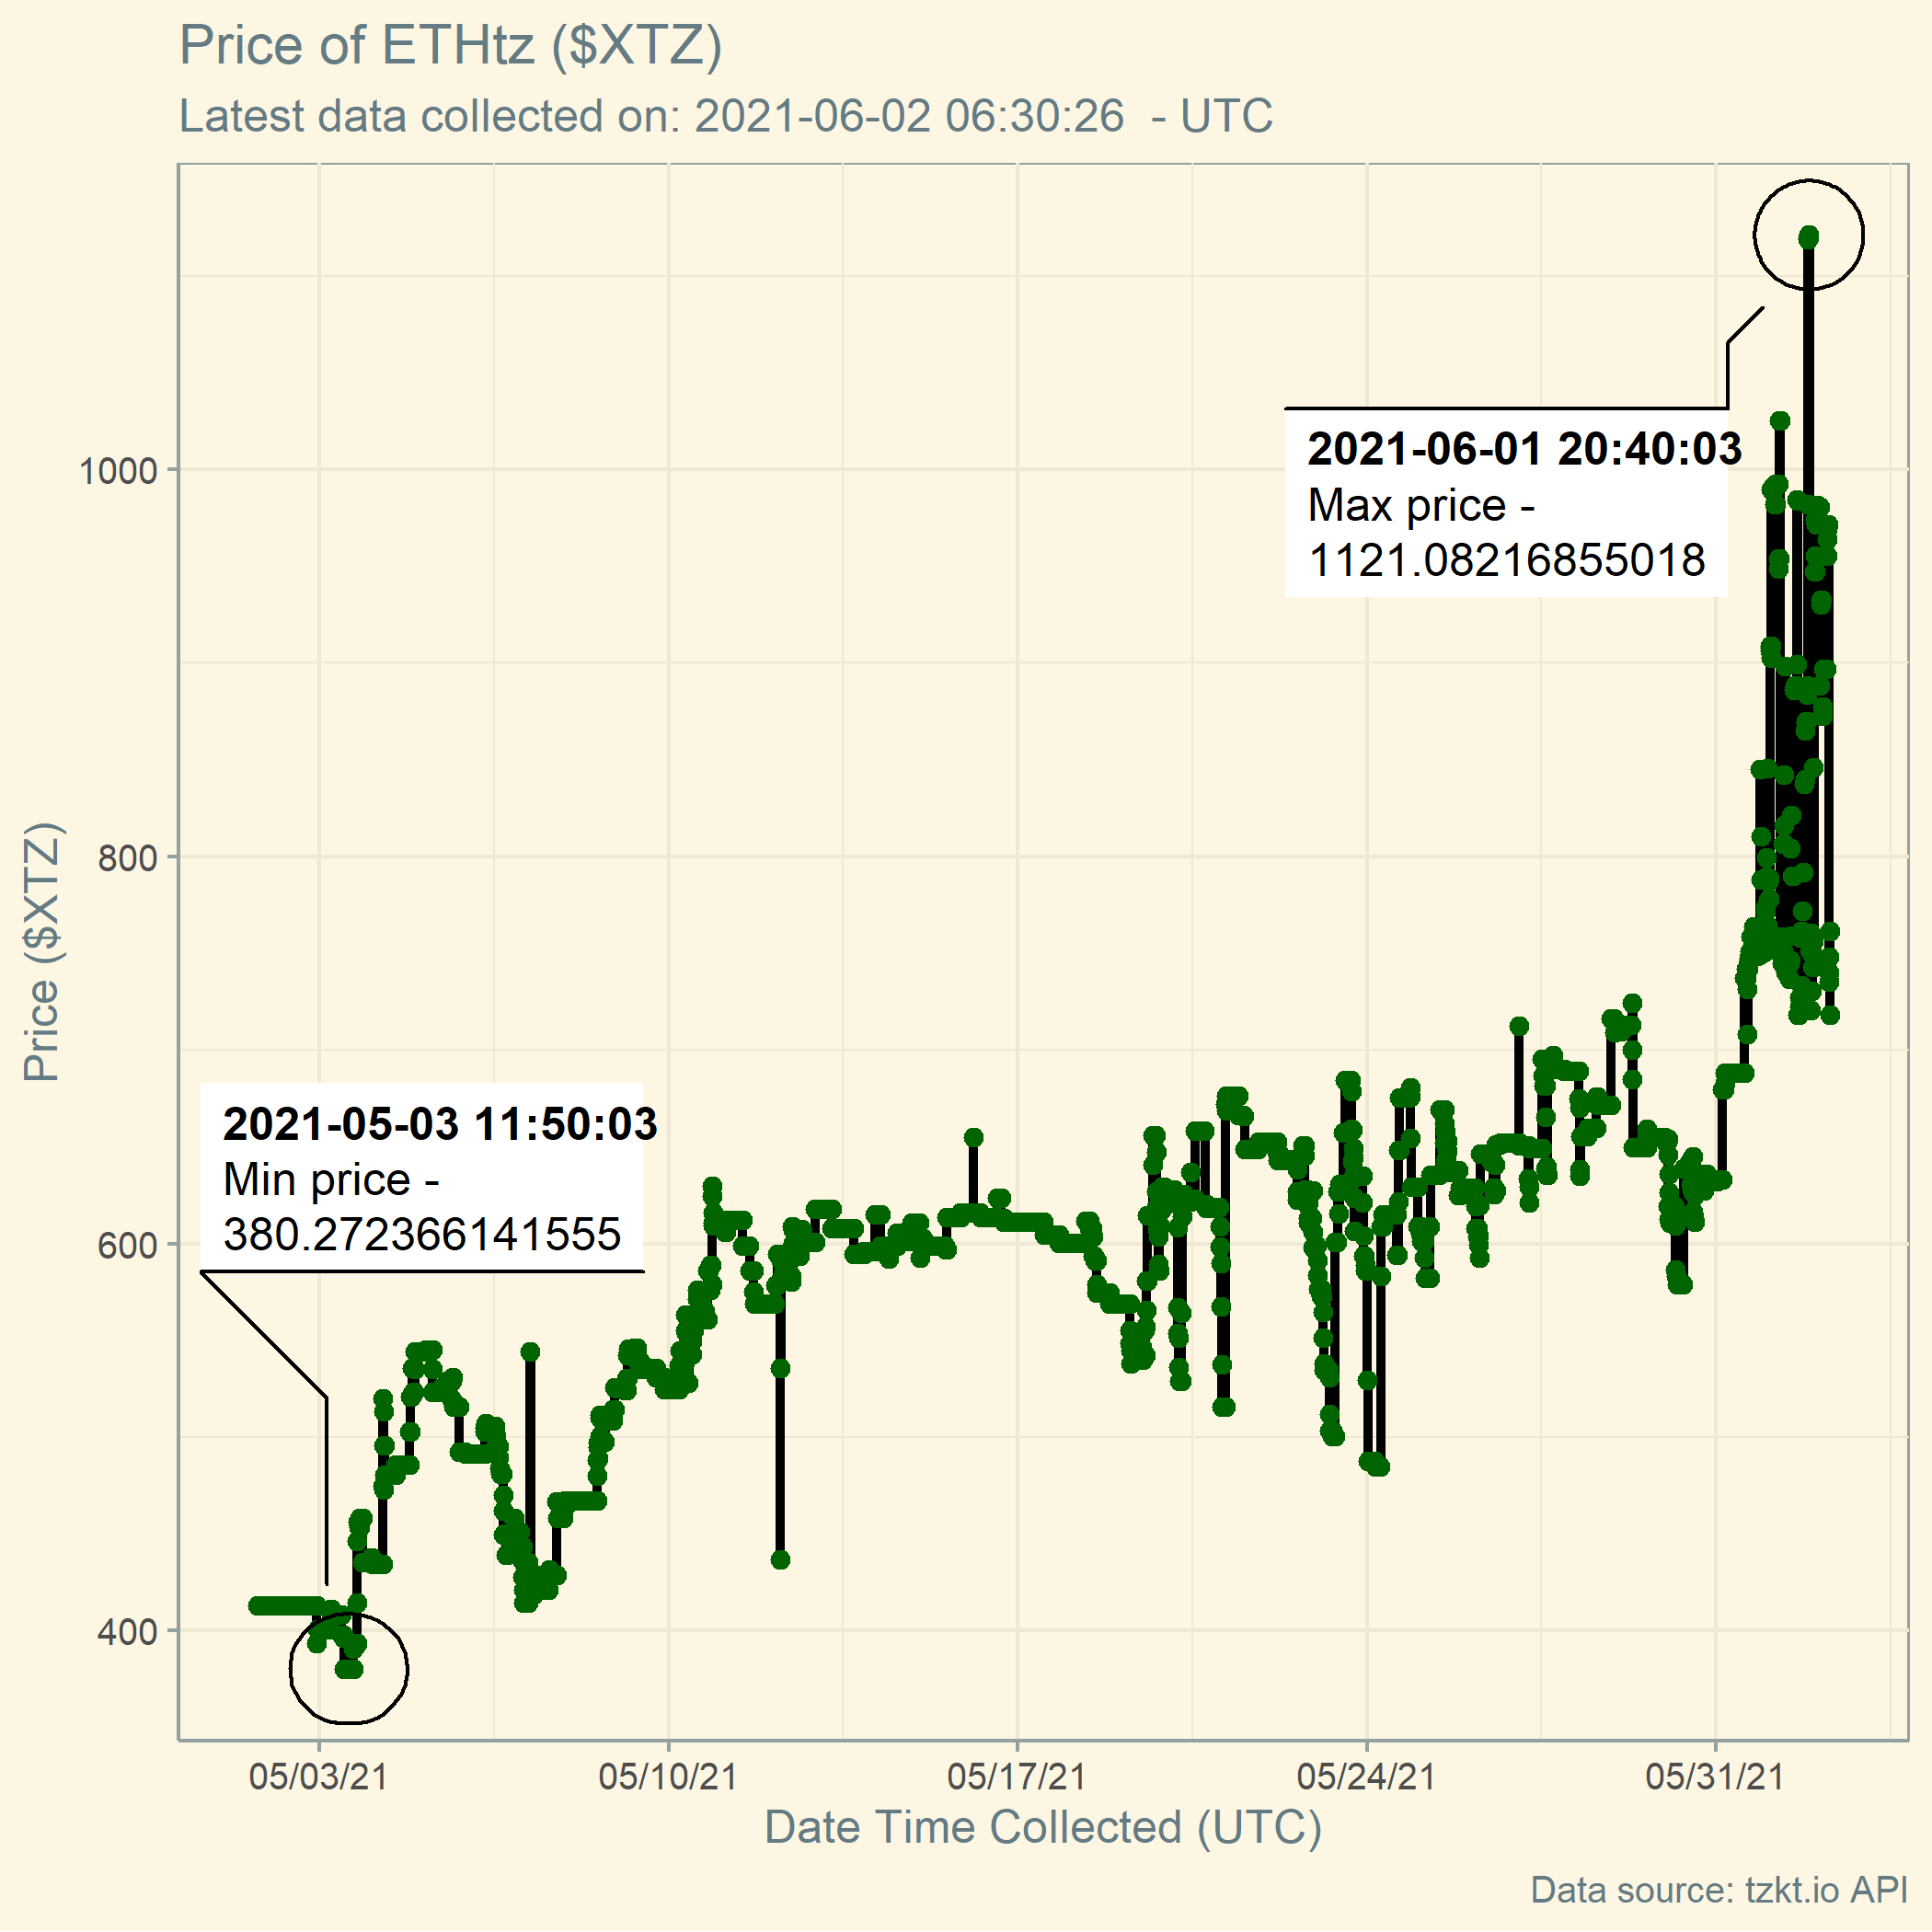 Price of ETHtz ($XTZ)
Latest data collected on: 2021-06-02 06:30:26  - UTC
2021-06-01 20:40:03
Max price -
1121.08216855018
2021-05-03 11:50:03
Min price -
380.272366141555
Price ($XTZ)
1000
800
600
400
05/03/21
05/10/21
05/17/21
05/24/21
05/31/21
Date Time Collected (UTC)
Data source: tzkt.io API